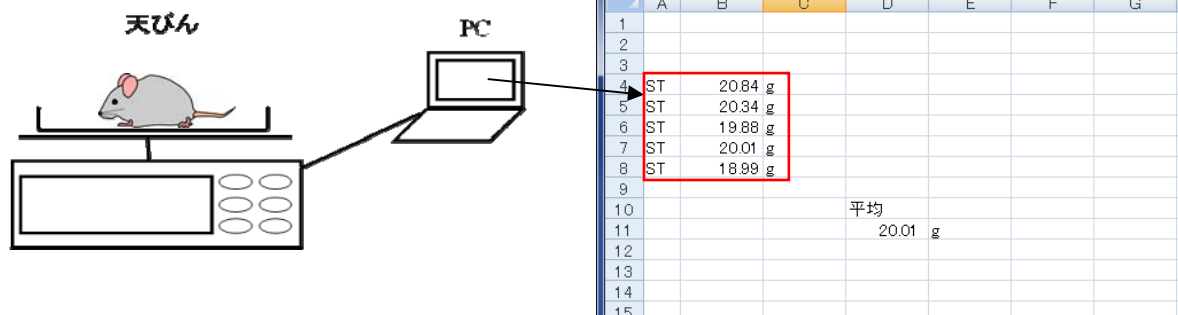 天びん
PC
A B C D E F G
1
2
3
4 ST 20.84 g
5 ST 20.34 g
6 ST 19.88 g
7 ST 20.01 g
8 ST 18.99 g
9
10 平均
11 20.01 g
12
13
14
15